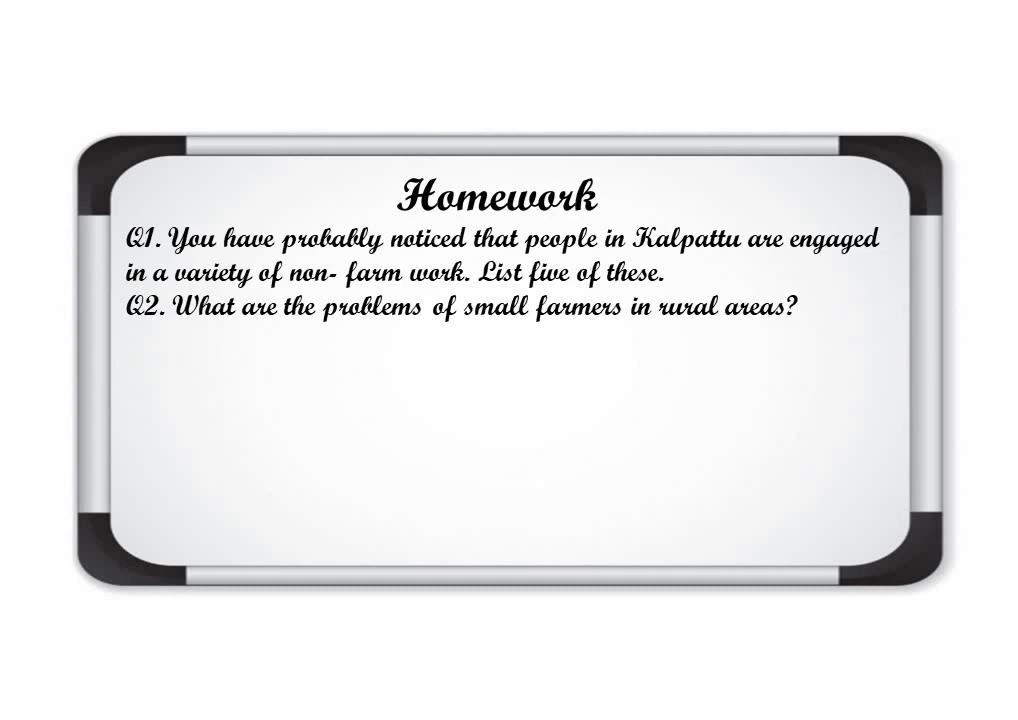 Homework
Q1. You have probably noticed that people in Kalpattu are engaged
in a variety of non- farm work. List five of these.
Q2. What are the problems of small farmers in rural areas?